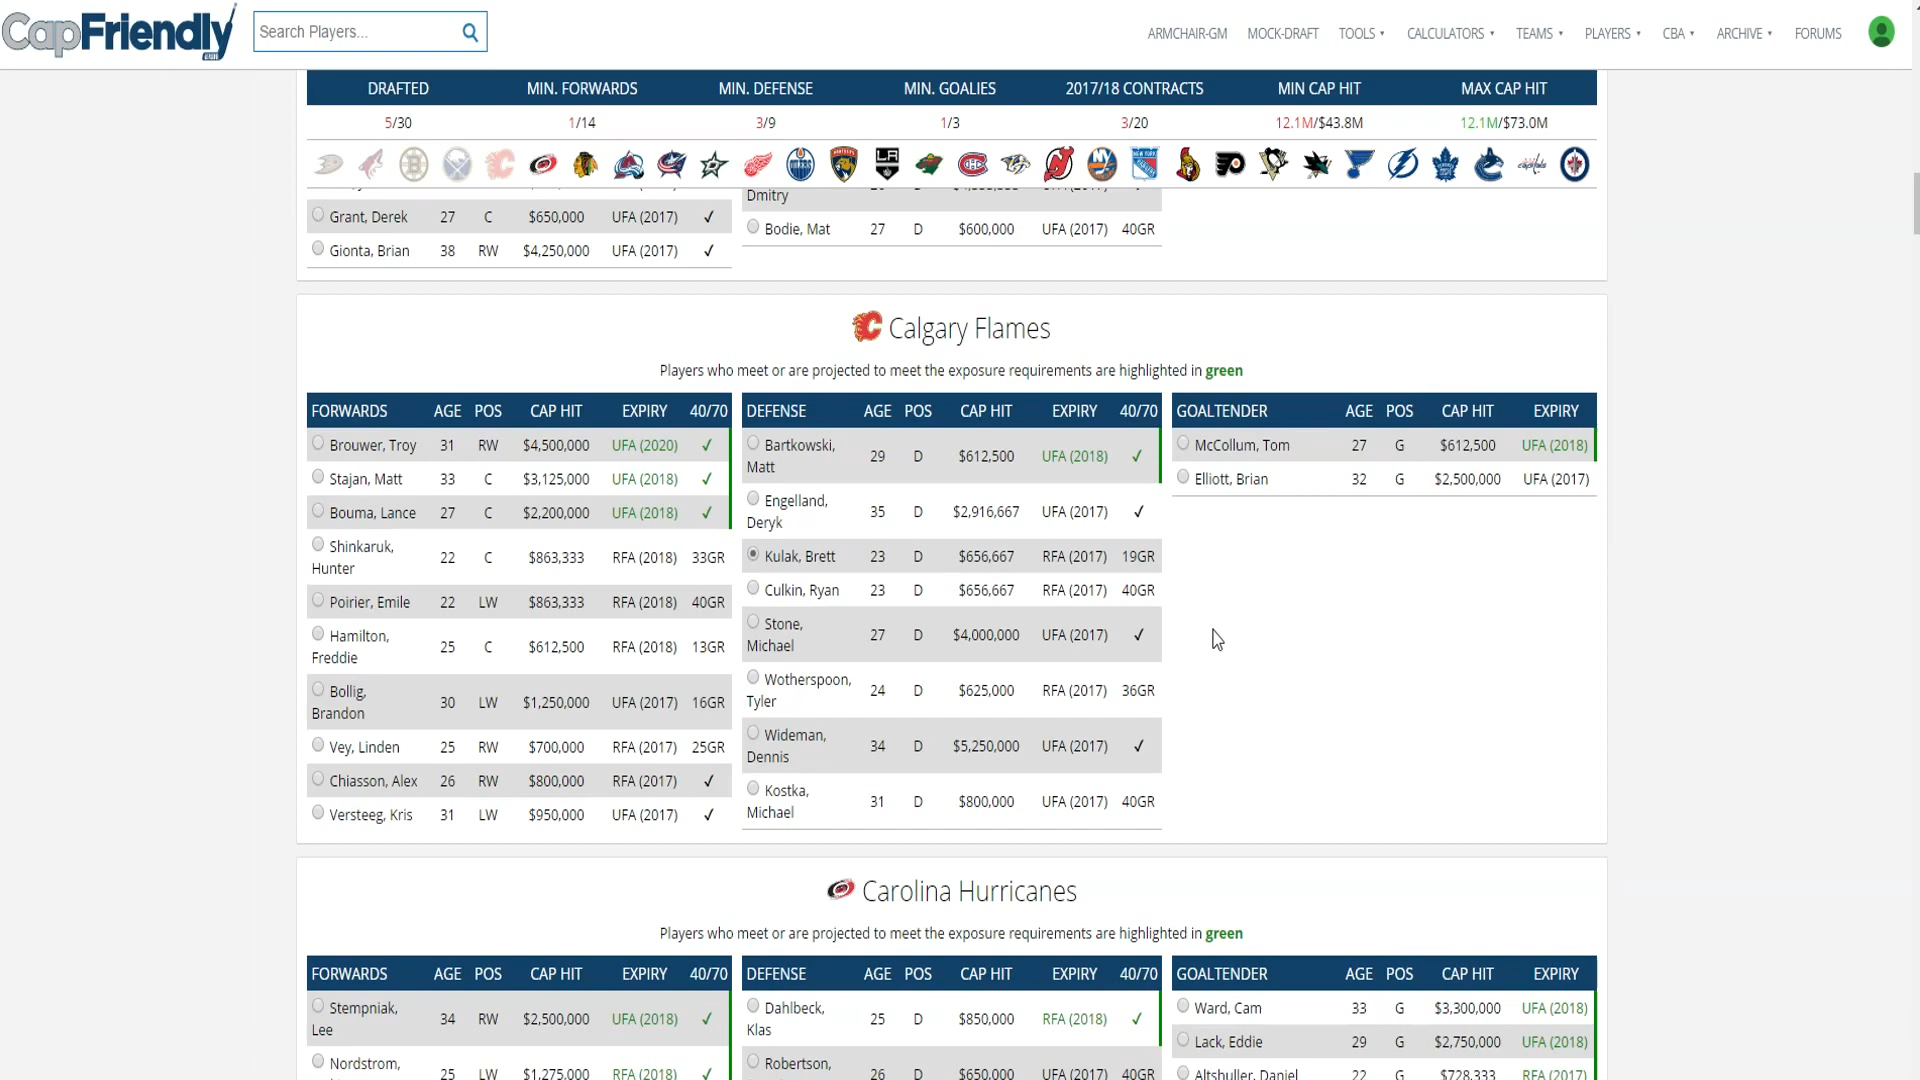 CapFriendly
Search Players...
ARMCHAIR-GM MOCK-DRAFT TOOLS CALCULATORS TEAMS PLAYERS CBA ARCHIVE FORUMS
DRAFTED MIN. FORWARDS MIN. DEFENSE MIN. GOALIES 2017/18 CONTRACTS MIN CAP HIT MAX CAP HIT
5/30 1/14 3/9 1/3 3/20 12.1M/$43.8M 12.1M/$73.0M
Dmitry
Grant, Derek 27 C $650,000 UFA (2017) ✓
Gionta, Brian 38 RW $4,250,000 UFA (2017) ✓
Bodie, Mat 27 D $600,000 UFA (2017) 40GR
Calgary Flames
Players who meet or are projected to meet the exposure requirements are highlighted in green
FORWARDS AGE POS CAP HIT EXPIRY 40/70
Brouwer, Troy 31 RW $4,500,000 UFA (2020) ✓
Stajan, Matt 33 C $3,125,000 UFA (2018) ✓
Bouma, Lance 27 C $2,200,000 UFA (2018) ✓
Shinkaruk,
Hunter 22 C $863,333 RFA (2018) 33GR
Poirier, Emile 22 LW $863,333 RFA (2018) 40GR
Hamilton,
Freddie 25 C $612,500 RFA (2018) 13GR
Bollig,
Brandon 30 LW $1,250,000 UFA (2017) 16GR
Vey, Linden 25 RW $700,000 RFA (2017) 25GR
Chiasson, Alex 26 RW $800,000 RFA (2017) ✓
Versteeg, Kris 31 LW $950,000 UFA (2017) ✓
DEFENSE AGE POS CAP HIT EXPIRY 40/70
Bartkowski,
Matt 29 D $612,500 UFA (2018) ✓
Engelland,
Deryk 35 D $2,916,667 UFA (2017) ✓
Kulak, Brett 23 D $656,667 RFA (2017) 19GR
Culkin, Ryan 23 D $656,667 RFA (2017) 40GR
Stone,
Michael 27 D $4,000,000 UFA (2017) ✓
Wotherspoon,
Tyler 24 D $625,000 RFA (2017) 36GR
Wideman,
Dennis 34 D $5,250,000 UFA (2017) ✓
Kostka,
Michael 31 D $800,000 UFA (2017) 40GR
GOALTENDER AGE POS CAP HIT EXPIRY
McCollum, Tom 27 G $612,500 UFA (2018)
Elliott, Brian 32 G $2,500,000 UFA (2017)
Carolina Hurricanes
Players who meet or are projected to meet the exposure requirements are highlighted in green
FORWARDS AGE POS CAP HIT EXPIRY 40/70
Stempniak,
Lee 34 RW $2,500,000 UFA (2018) ✓
Nordstrom,
25 LW $1,275,000 RFA (2018) ✓
DEFENSE AGE POS CAP HIT EXPIRY 40/70
Dahlbeck,
Klas 25 D $850,000 RFA (2018) ✓
Robertson,
26 D $650,000 UFA (2017) 40GR
GOALTENDER AGE POS CAP HIT EXPIRY
Ward, Cam 33 G $3,300,000 UFA (2018)
Lack, Eddie 29 G $2,750,000 UFA (2018)
Altshuller, Daniel 22 G $728,333 RFA (2017)